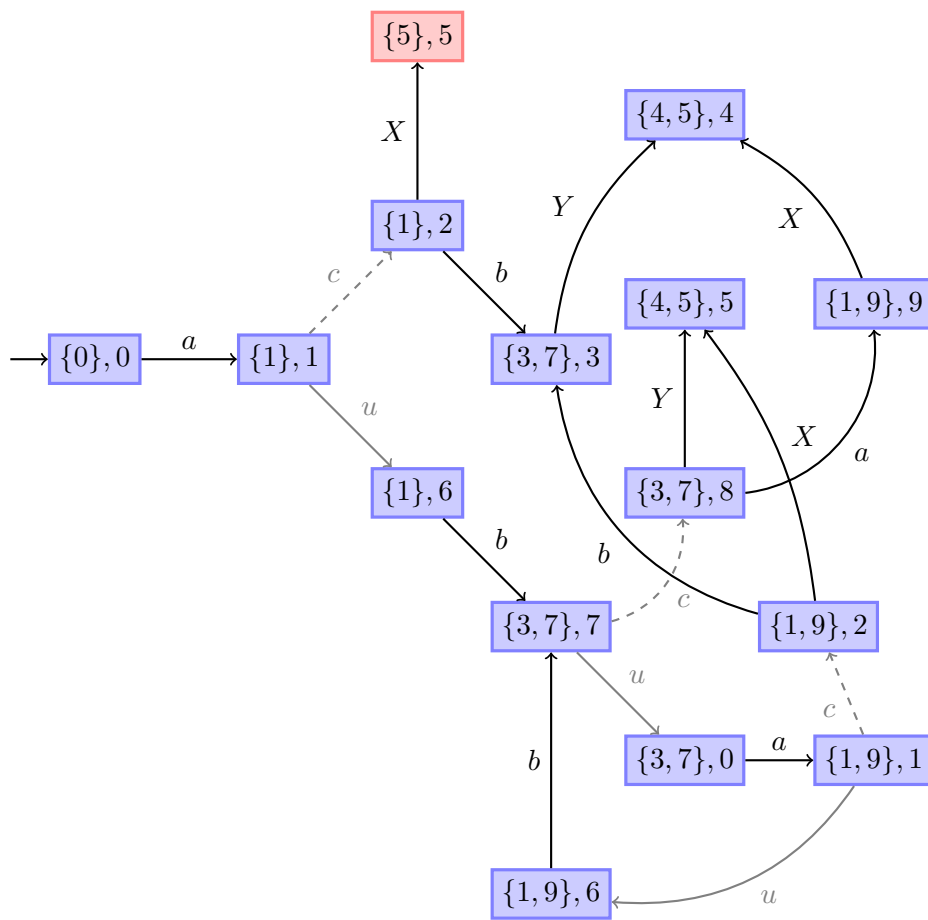 {5}, 5
{4, 5}, 4
X
Y
{1}, 2
X
c
b
{4, 5}, 5
{1, 9}, 9
{0}, 0
a
{1}, 1
{3, 7}, 3
u
Y
X
a
{1}, 6
{3, 7}, 8
b
b
c
{3, 7}, 7
{1, 9}, 2
u
c
b
{3, 7}, 0
a
{1, 9}, 1
{1, 9}, 6
u